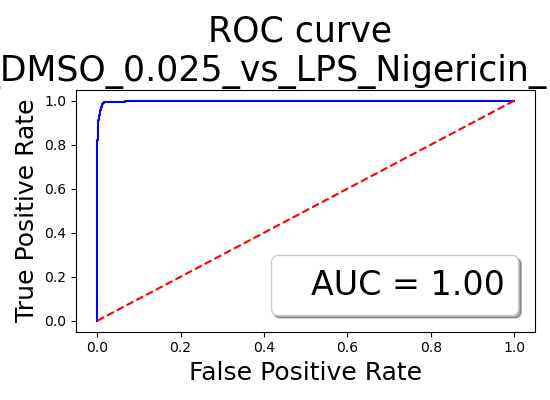 ROC curve
_DMSO_0.025_vs_LPS_Nigericin_
True Positive Rate
1.0
0.8
0.6
0.4
0.2
0.0
AUC = 1.00
0.0 0.2 0.4 0.6 0.8 1.0
False Positive Rate